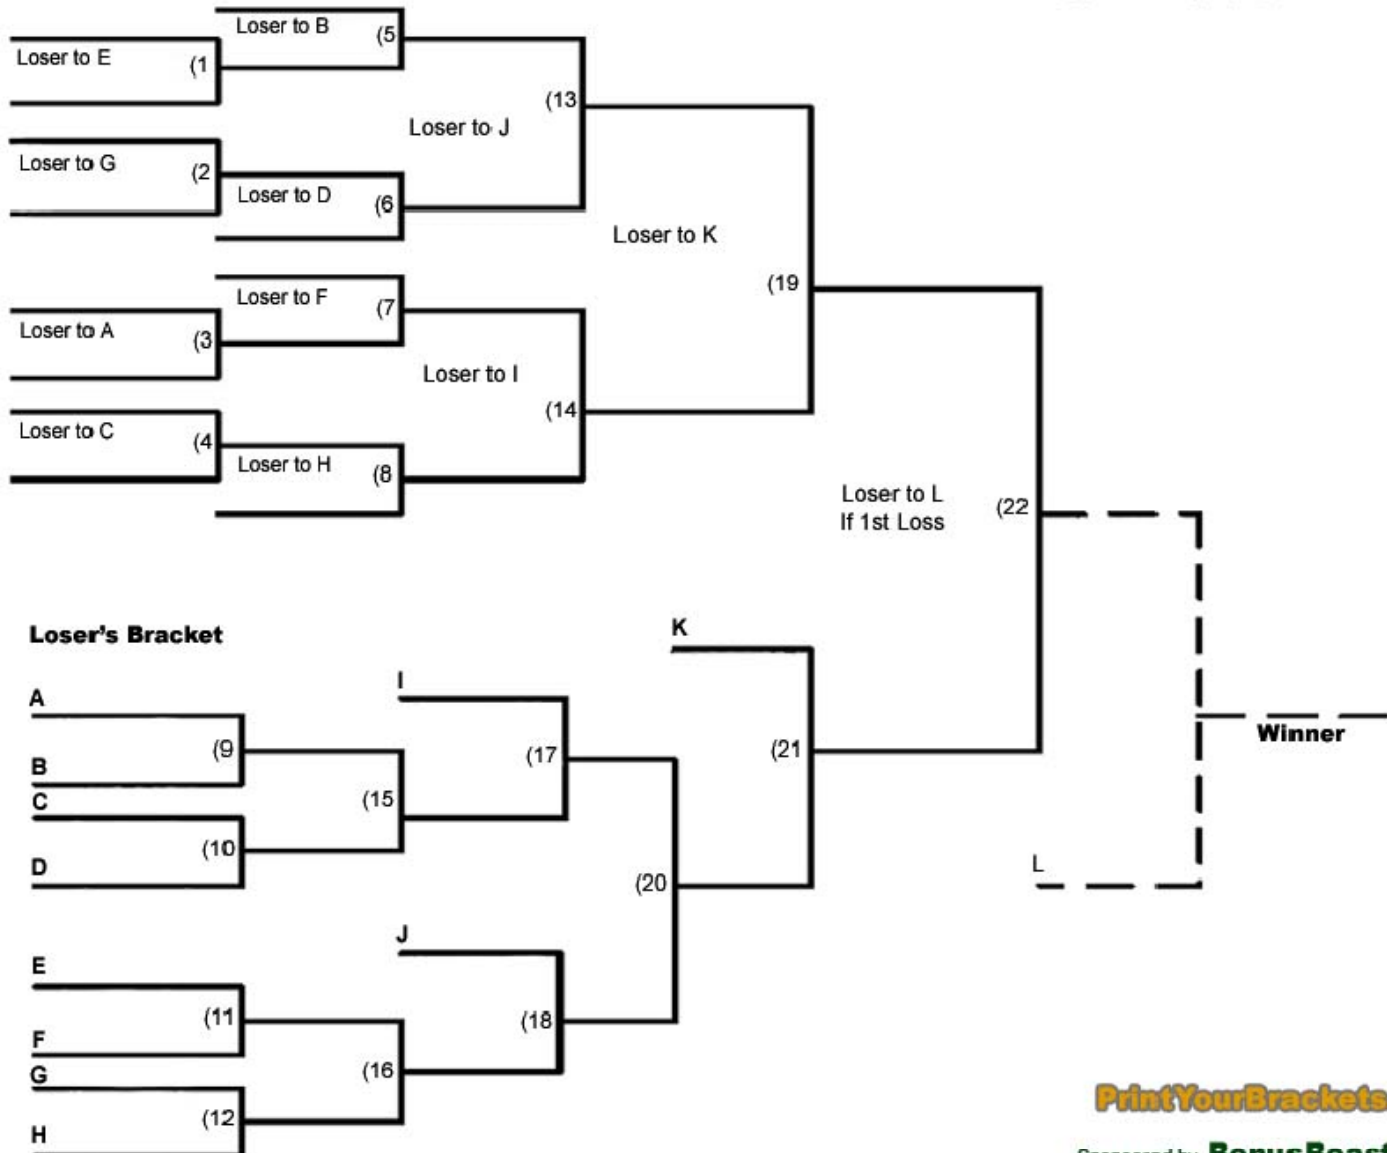 Loser to B
(5
Loser to E
(1
(13
Loser to J
Loser to G
(2
Loser to D
(6
Loser to K
(19
Loser to F
(7
Loser to A
(3
Loser to I
(14
Loser to C
(4
Loser to H
(8
Loser to L
If 1st Loss
(22
Loser's Bracket
K
A
I
(9
(17
(21
B
C
(15
(10
D
Winner
L
(20
J
E
(11
(18
F
G
(16
(12
H
PrintYourBrackets
Sponsored by